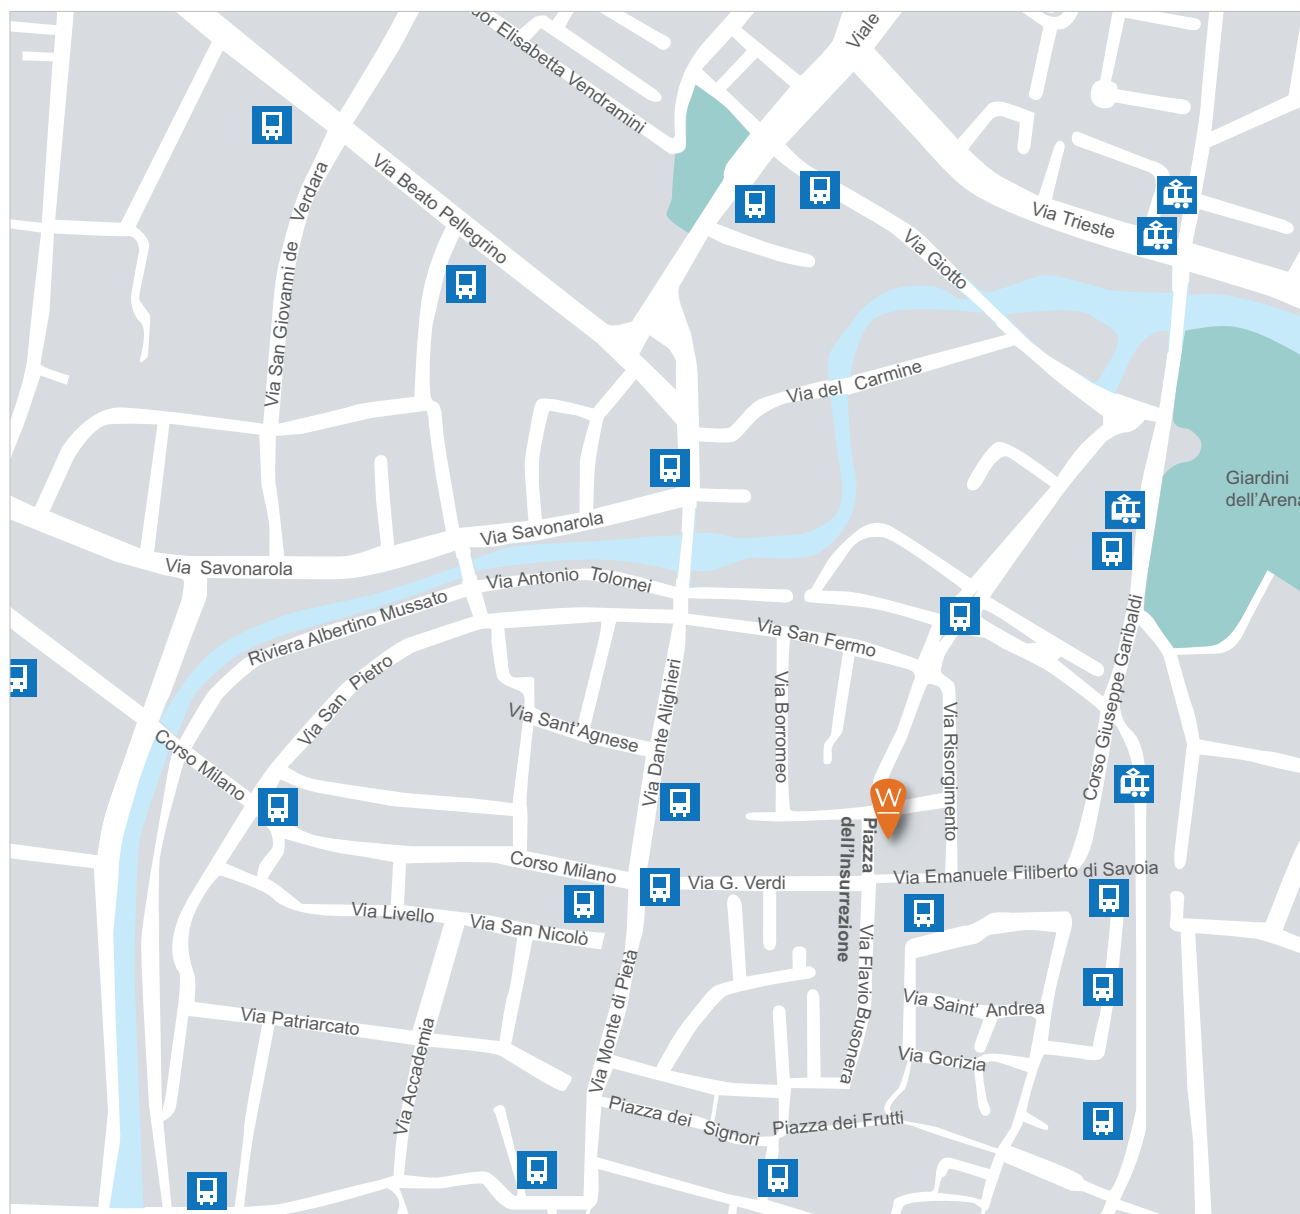 Viale
dor Elisabetta Vendramini
Via Beato Pellegrino
Via San Giovanni de Verdara
Via Trieste
Via Giotto
Via del Carmine
Giardini
dell'Arena
Via Savonarola
Via Savonarola
Via Antonio Tolomei
Riviera Albertino Mussato
Via San Fermo
Via San Pietro
Via Dante Alighieri
Via Borromeo
Via Risorgimento
Corso Giuseppe Garibaldi
Via Sant'Agnese
Corso Milano
W
Piazza
dell'Insurrezione
Corso Milano
Via G. Verdi
Via Emanuele Filiberto di Savoia
Via Livello
Via San Nicolò
Via Flavio Busonera
Via Monte di Pietà
Via Saint' Andrea
Via Patriarcato
Via Accademia
Via Gorizia
Piazza dei Signori
Piazza dei Frutti